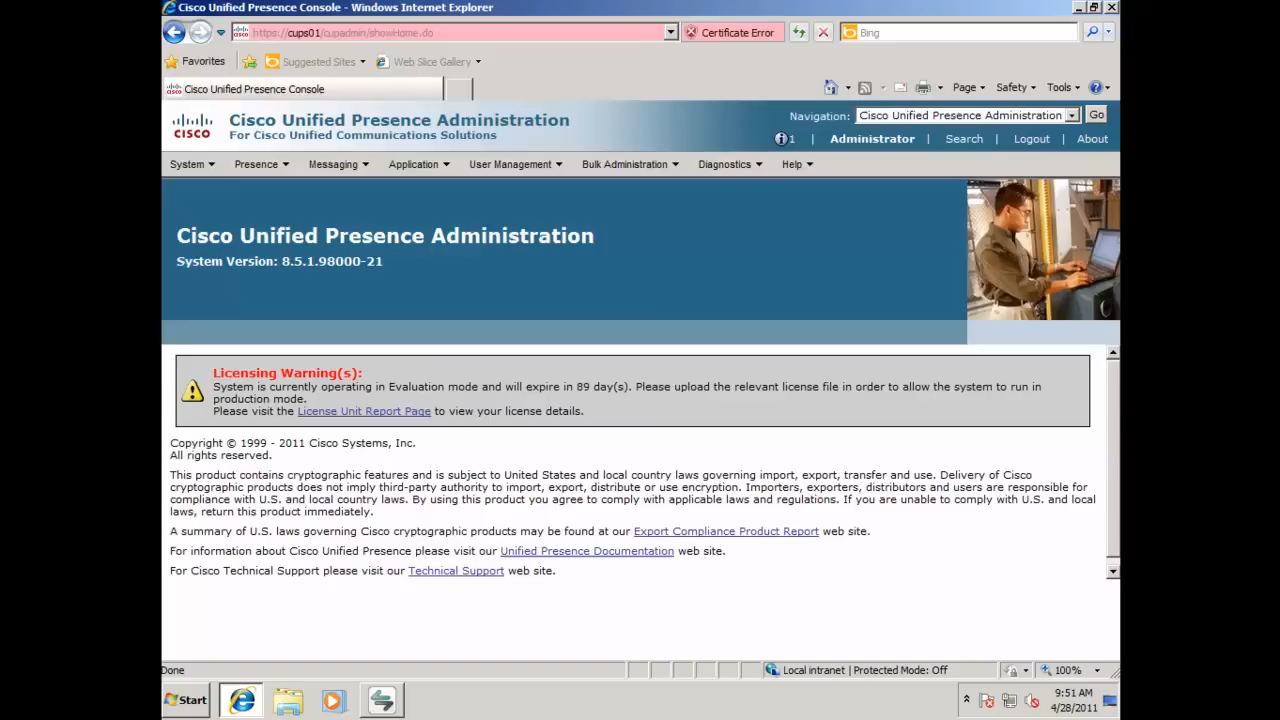 Cisco Unified Presence Console - Windows Internet Explorer
https://cups01/cupadmin/showHome.do
Certificate Error
Bing
Favorites
Suggested Sites
Web Slice Gallery
Cisco Unified Presence Console
Page
Safety
Tools
CISCO
Cisco Unified Presence Administration
For Cisco Unified Communications Solutions
Navigation: Cisco Unified Presence Administration Go
1 | Administrator | Search | Logout | About
System Presence Messaging Application User Management Bulk Administration Diagnostics Help
Cisco Unified Presence Administration
System Version: 8.5.1.98000-21
Licensing Warning(s):
System is currently operating in Evaluation mode and will expire in 89 day(s). Please upload the relevant license file in order to allow the system to run in
production mode.
Please visit the License Unit Report Page to view your license details.
Copyright © 1999 - 2011 Cisco Systems, Inc.
All rights reserved.
This product contains cryptographic features and is subject to United States and local country laws governing import, export, transfer and use. Delivery of Cisco
cryptographic products does not imply third-party authority to import, export, distribute or use encryption. Importers, exporters, distributors and users are responsible for
compliance with U.S. and local country laws. By using this product you agree to comply with applicable laws and regulations. If you are unable to comply with U.S. and local
laws, return this product immediately.
A summary of U.S. laws governing Cisco cryptographic products may be found at our Export Compliance Product Report web site.
For information about Cisco Unified Presence please visit our Unified Presence Documentation web site.
For Cisco Technical Support please visit our Technical Support web site.
Done
Local intranet | Protected Mode: Off
100%
Start
9:51 AM
4/28/2011